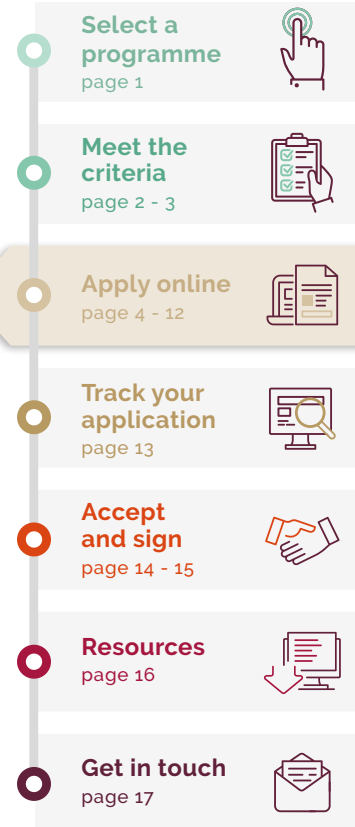 Select a
programme
page 1
Meet the
criteria
page 2 - 3
Apply online
page 4 - 12
Track your
application
page 13
Accept
and sign
page 14 - 15
Resources
page 16
Get in touch
page 17